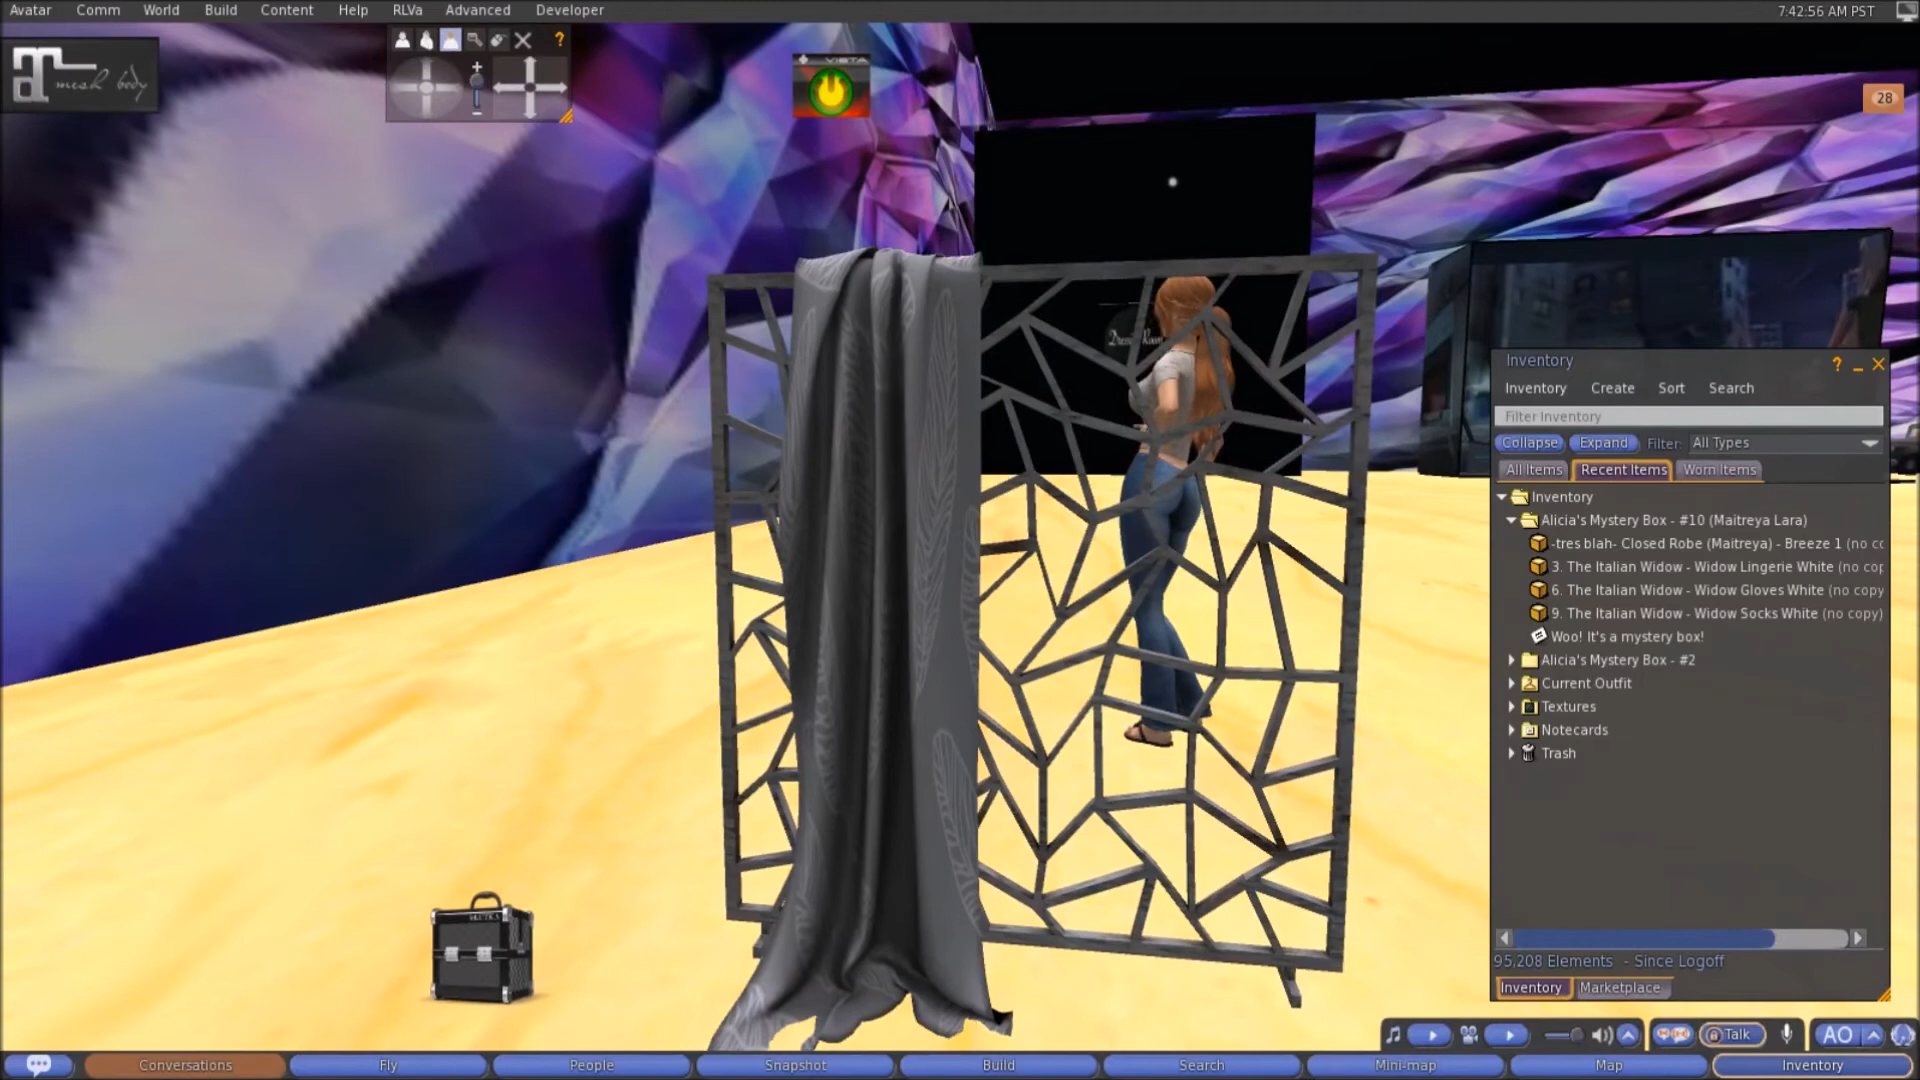 Avatar Comm World Build Content Help RLVa Advanced Developer
7:42:56 AM PST
mesh body
VISTA
28
Inventory
Inventory Create Sort Search
Filter Inventory
Collapse Expand Filter: All Types
All Items Recent Items Worn Items
Inventory
Alicia's Mystery Box - #10 (Maitreya Lara)
-tres blah- Closed Robe (Maitreya) - Breeze 1 (no cc
3. The Italian Widow - Widow Lingerie White (no cop
6. The Italian Widow - Widow Gloves White (no copy
9. The Italian Widow - Widow Socks White (no copy)
Woo! It's a mystery box!
Alicia's Mystery Box - #2
Current Outfit
Textures
Notecards
Trash
95,208 Elements - Since Logoff
Inventory Marketplace
Talk AO
Conversations Fly People Snapshot Build Search Mini-map Map Inventory